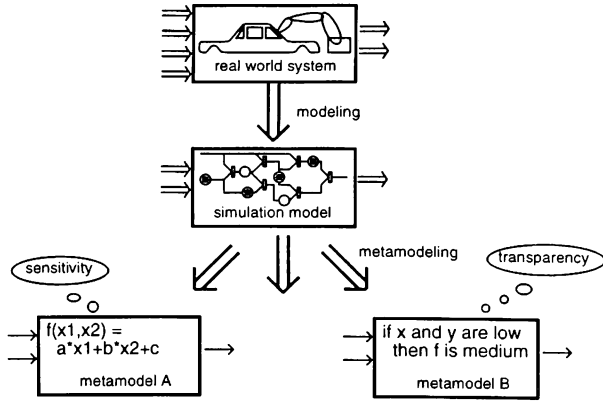 real world system
modeling
simulation model
metamodeling
sensitivity
transparency
f(x1,x2) =
a*x1+b*x2+c
metamodel A
if x and y are low
then f is medium
metamodel B